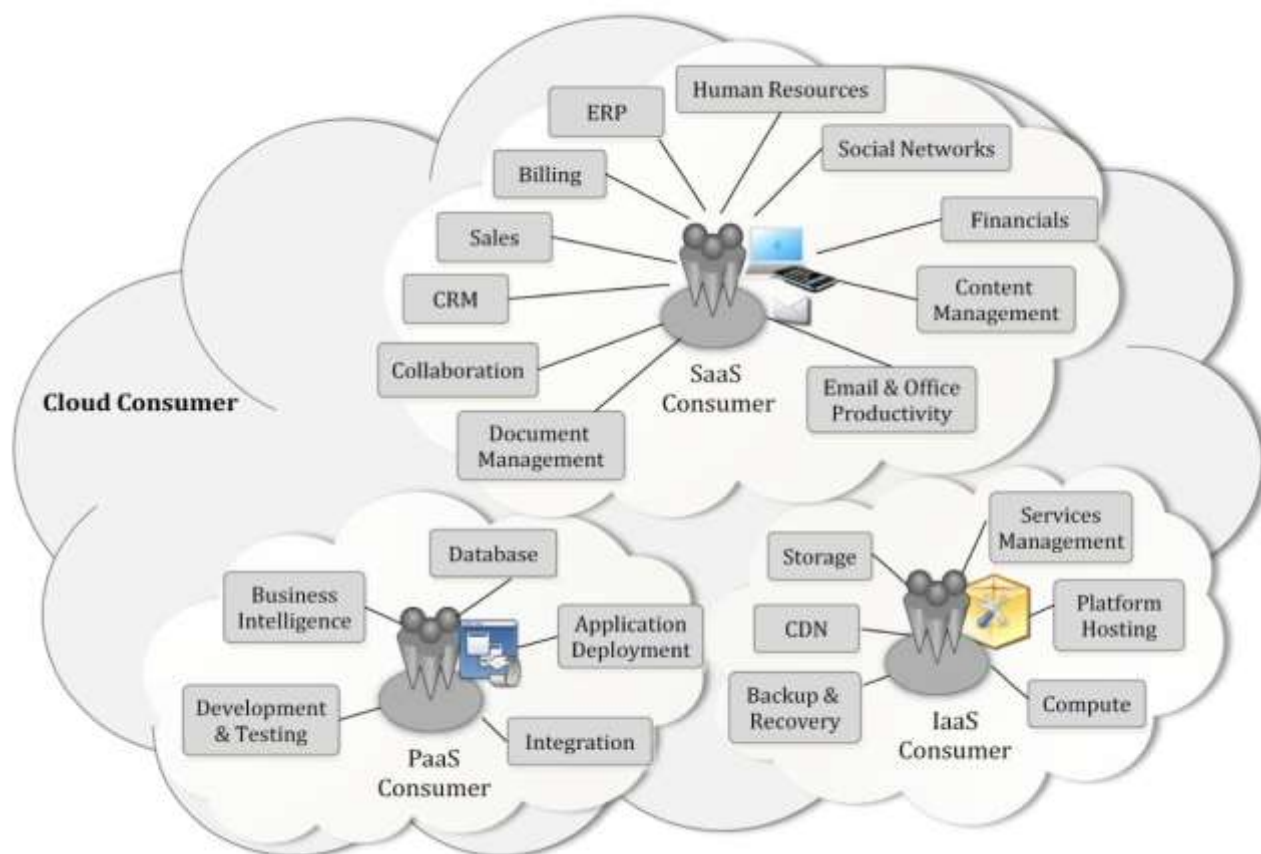 Human Resources
ERP
Social Networks
Billing
Financials
Sales
Content
Management
CRM
Collaboration
SaaS
Consumer
Email & Office
Productivity
Document
Management
Cloud Consumer
Database
Business
Intelligence
Application
Deployment
Development
& Testing
Integration
PaaS
Consumer
Services
Management
Storage
Platform
Hosting
CDN
Backup &
Recovery
Compute
IaaS
Consumer